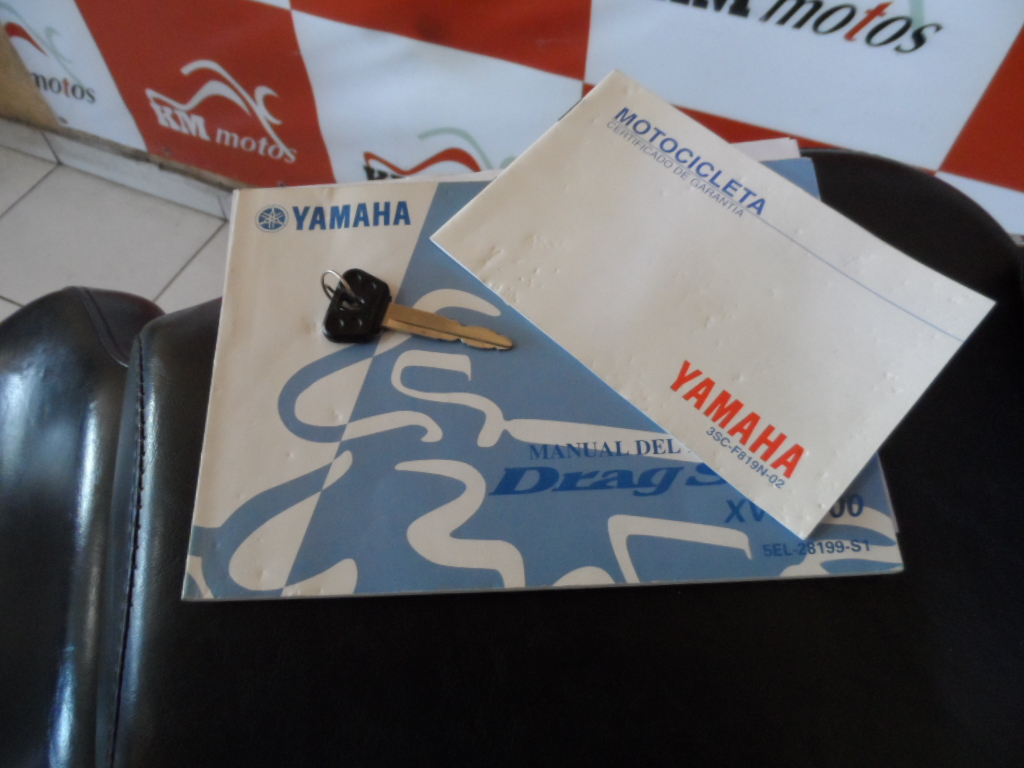 KM motos
motos
KM motos
YAMAHA
MOTOCICLETA
CERTIFICADO DE GARANTIA
YAMAHA
3SC-F819N-02
MANUAL DEL
Drag S
XV 00
5EL-28199-S1